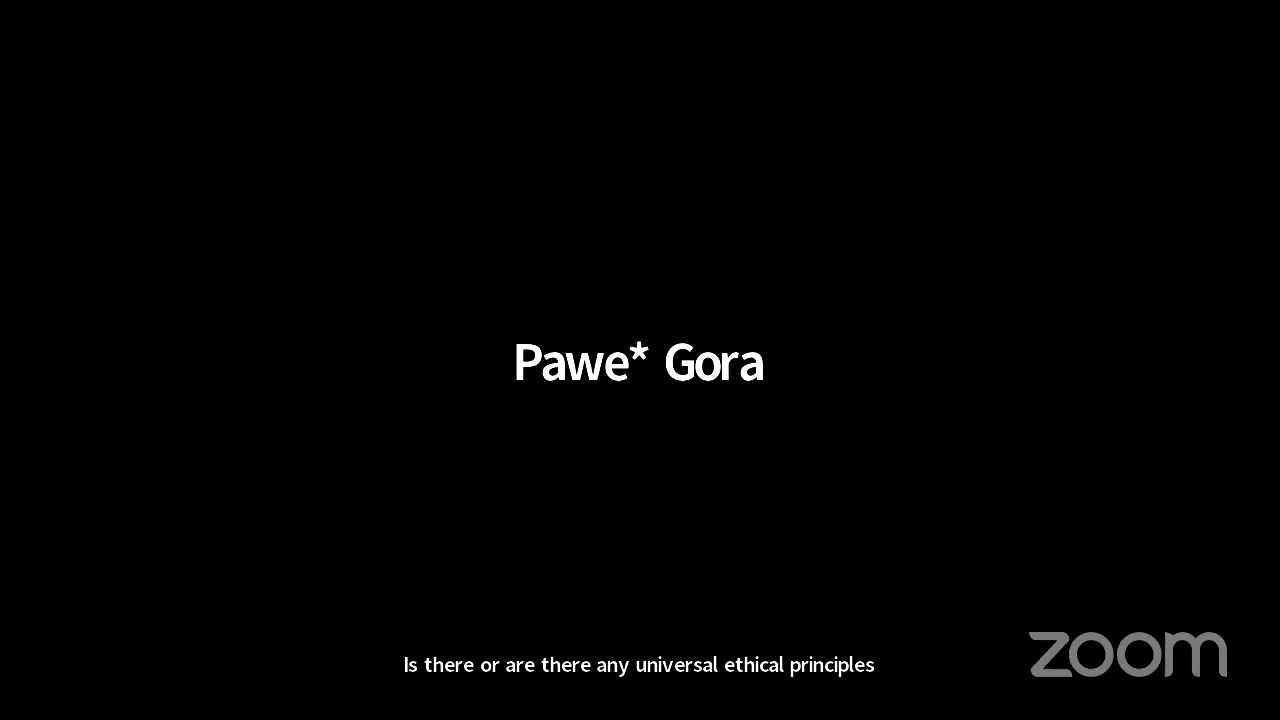 Pawe* Gora
Is there or are there any universal ethical principles
zoom